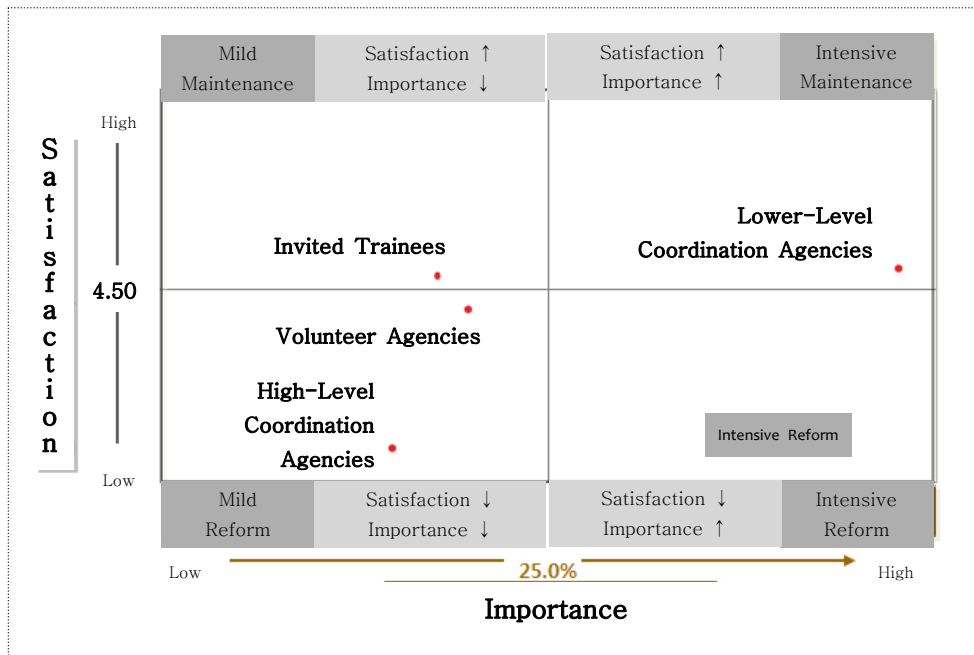 Mild
Maintenance
Satisfaction ↑
Importance ↓
Satisfaction ↑
Importance ↑
Intensive
Maintenance
High
Satisfaction
4.50
Low
Invited Trainees
Lower-Level
Coordination Agencies
Volunteer Agencies
High-Level
Coordination
Agencies
Intensive Reform
Mild
Reform
Satisfaction ↓
Importance ↓
Satisfaction ↓
Importance ↑
Intensive
Reform
Low
25.0%
High
Importance